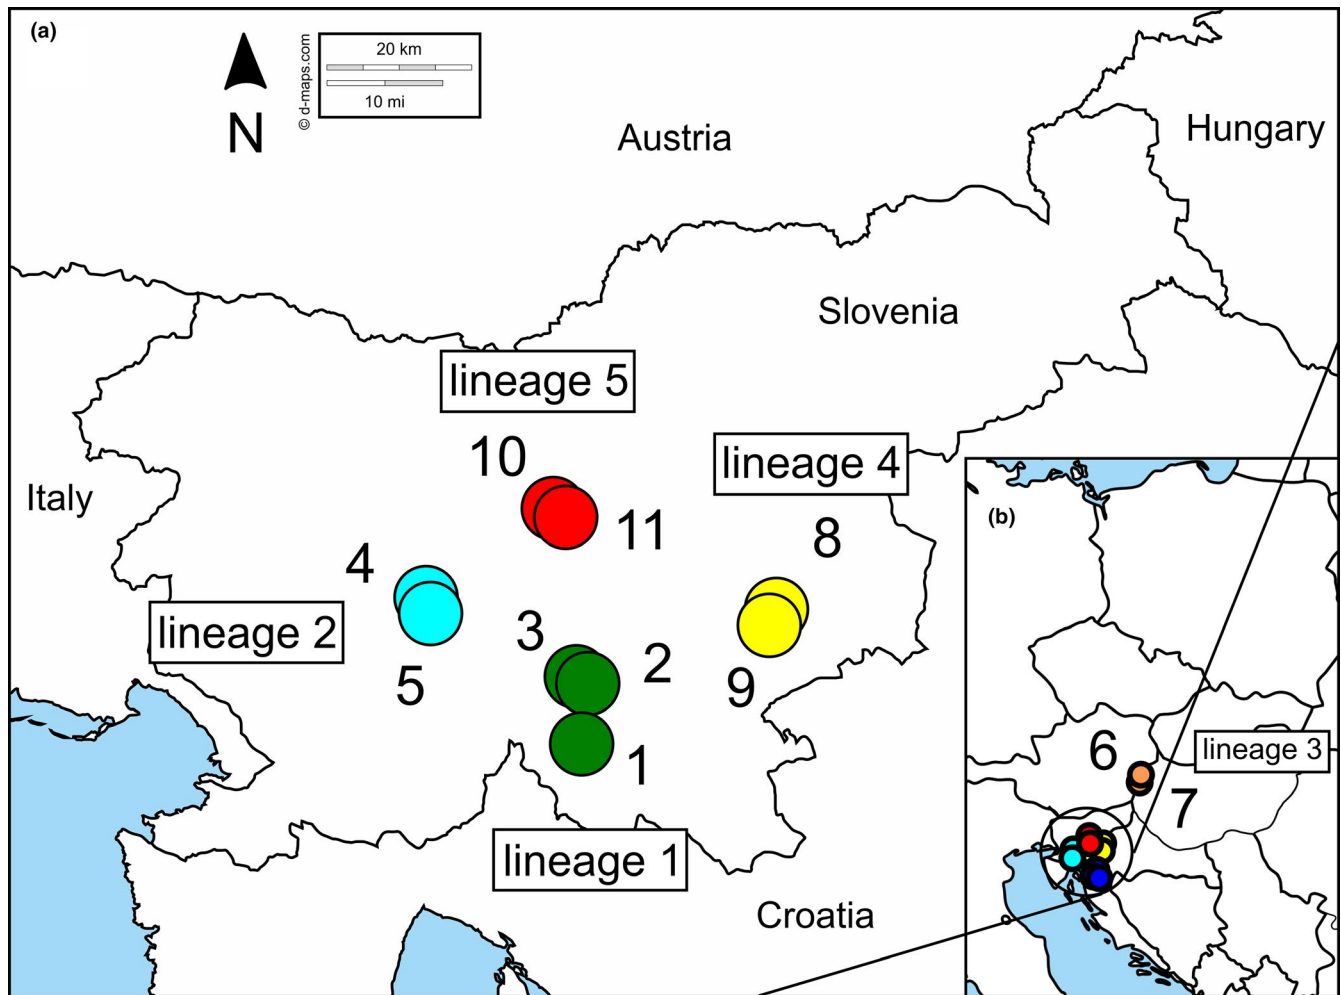 (a)
N
20 km
10 mi
© d-maps.com
Austria
Hungary
Slovenia
lineage 5
10
11
lineage 4
Italy
8
4
lineage 2
5
3
2
9
1
lineage 1
Croatia
(b)
6
lineage 3
7